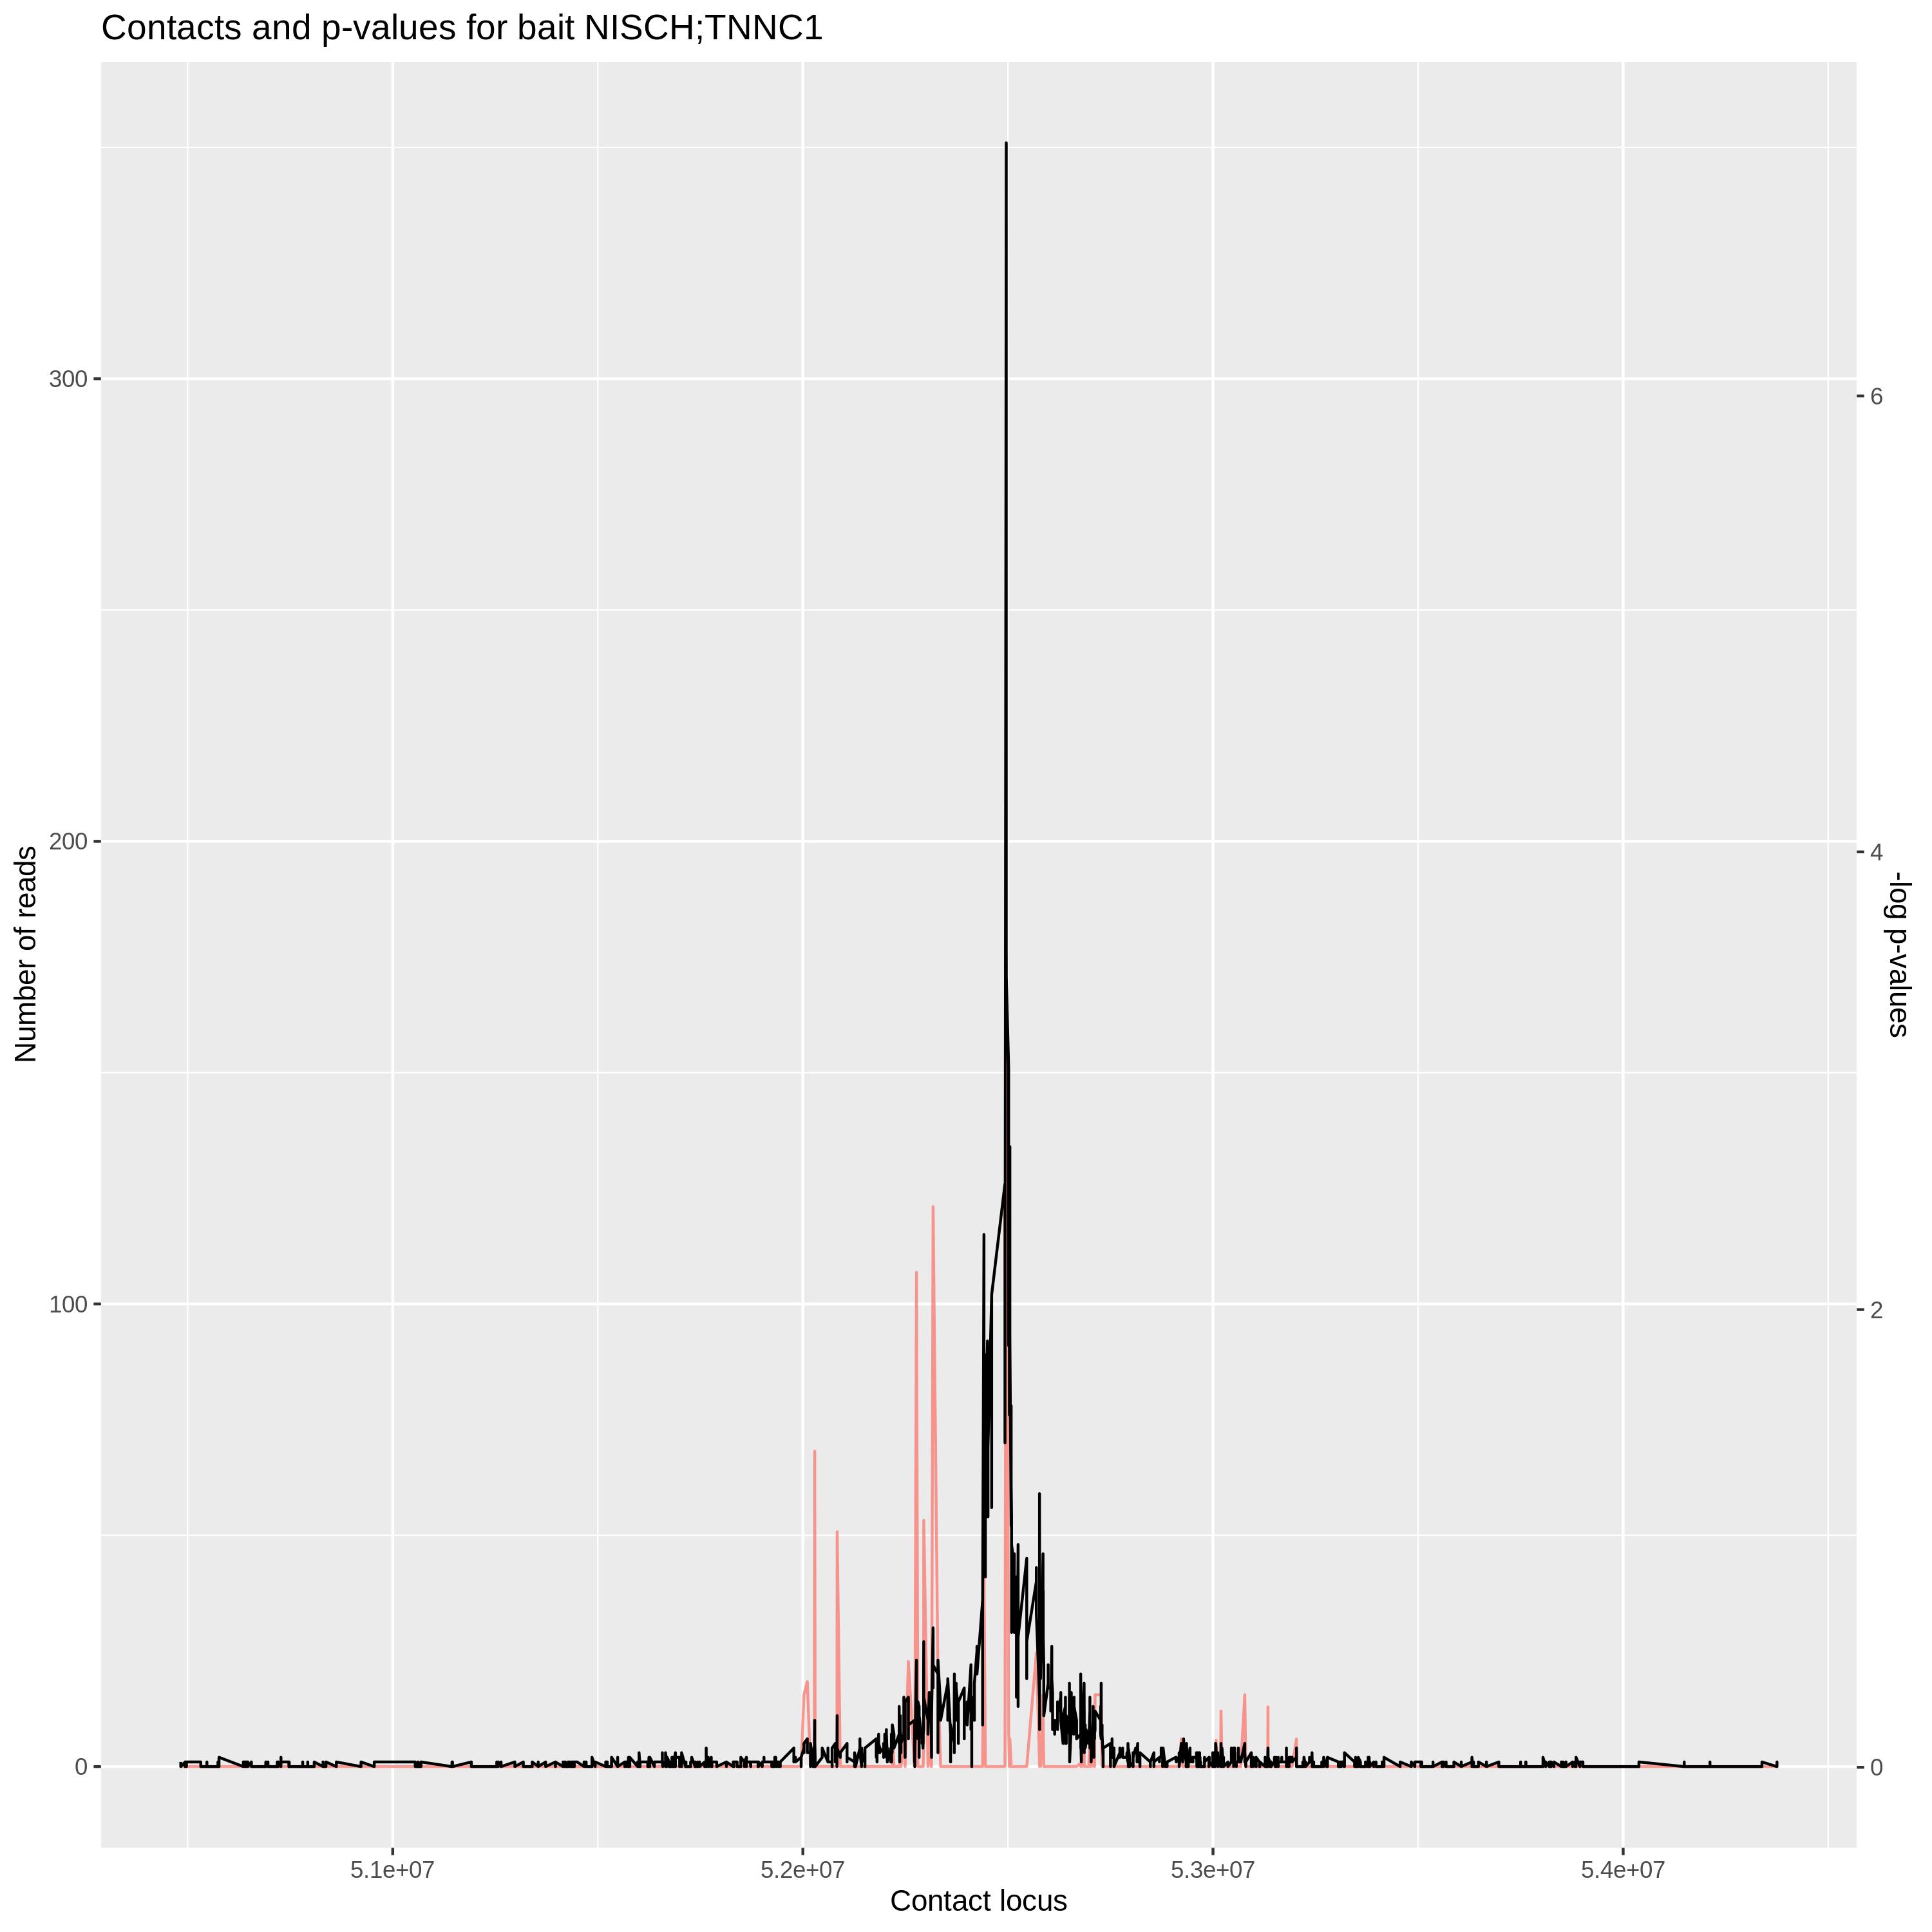 Contacts and p-values for bait NISCH;TNNC1
Number of reads
300
200
100
0
6
4
2
0
-log p-values
5.1e+07
5.2e+07
5.3e+07
5.4e+07
Contact locus